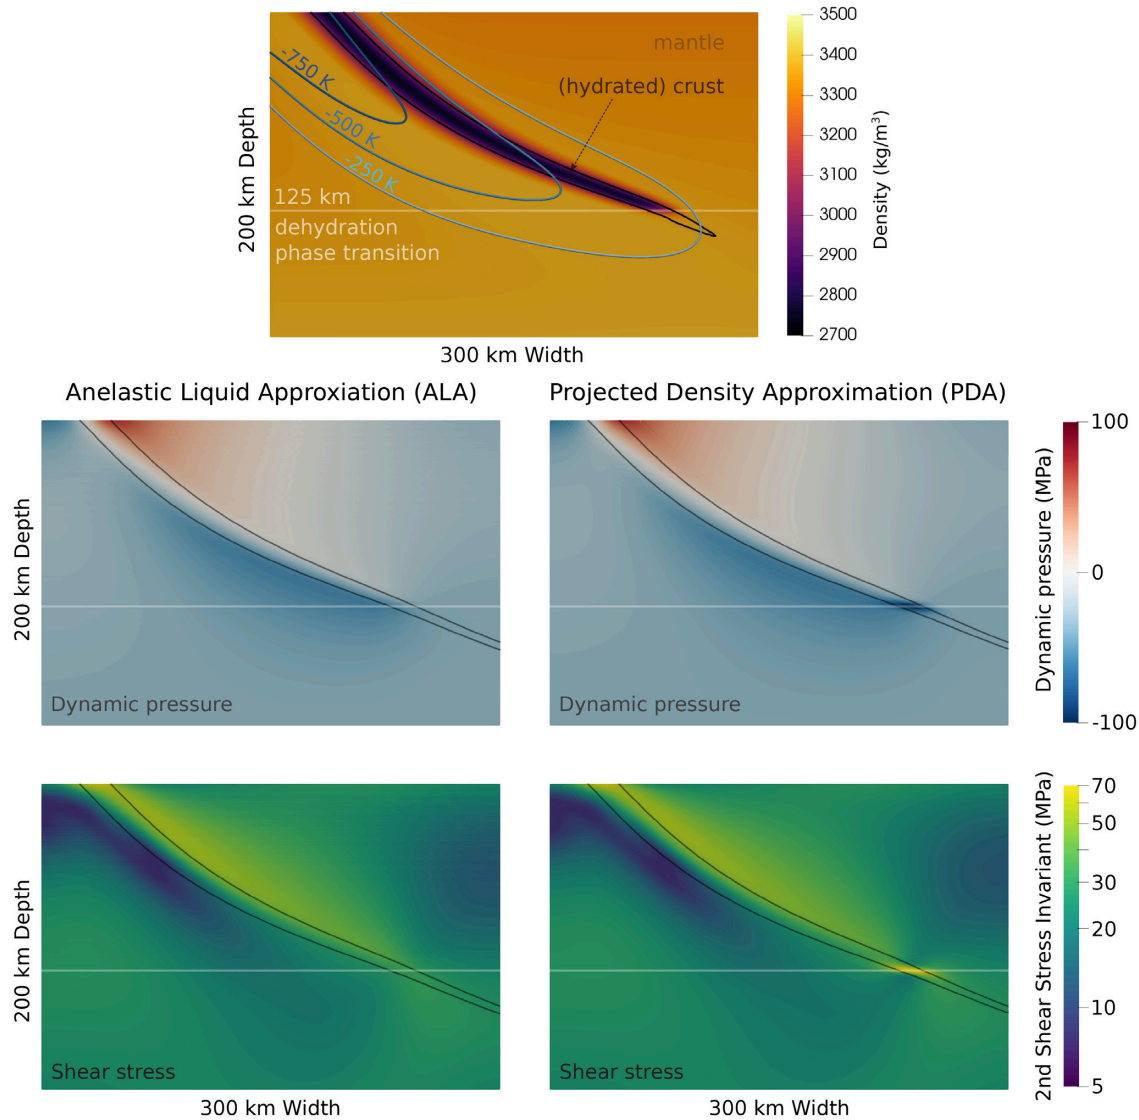 mantle
(hydrated) crust
-750 K
-500 K
-250 K
125 km
dehydration
phase transition
200 km Depth
300 km Width
3500
3400
3300
3200
3100
3000
2900
2800
2700
Density (kg/m³)
Anelastic Liquid Approxiation (ALA)
Projected Density Approximation (PDA)
200 km Depth
Dynamic pressure
Dynamic pressure
100
0
-100
Dynamic pressure (MPa)
200 km Depth
Shear stress
Shear stress
300 km Width
300 km Width
70
50
30
20
10
5
2nd Shear Stress Invariant (MPa)